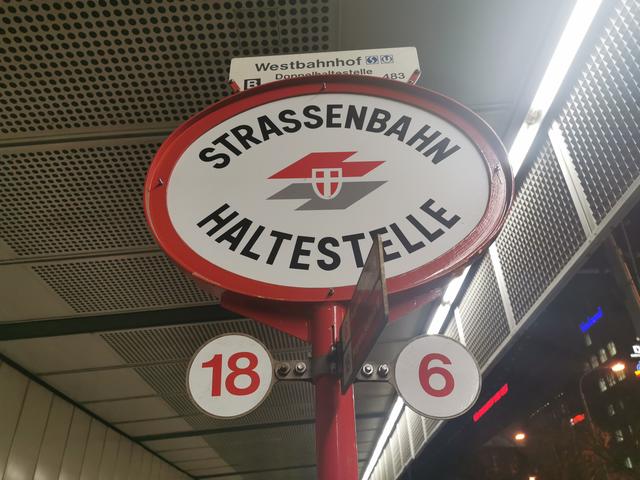 Westbahnhof S U
B Doppelhaltestelle 483
STRASSENBAHN
HALTESTELLE
18
6